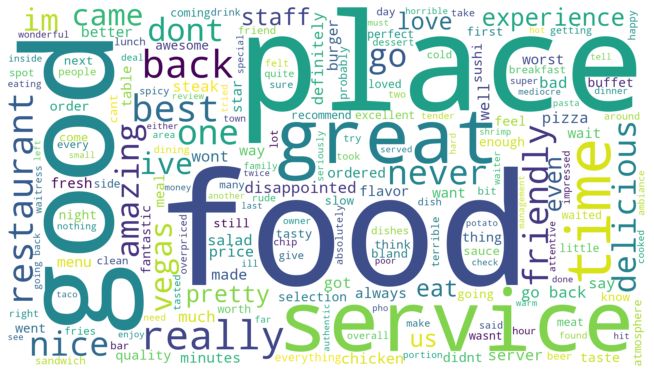 food
place
good
service
great
time
really
back
best
never
friendly
delicious
restaurant
amazing
vegas
nice
pretty
ive
one
go
love
experience
staff
dont
came
im
eat
us
even
disappointed
comingdrink
day
horrible
take
must
not
getting
happy
wonderful
lunch
better
awesome
special
friend
burger
perfect
dessert
first
cold
worst
tell
inside
next
deal
felt
quite
sure
definitely
probably
loved
two
well
sushi
super
bad
breakfast
buffet
spot
people
spicy
review
steak
star
town
recommend
excellent
tender
feel
mediocre
dinner
eating
order
cant
try
pizza
pasta
come
every
small
left
waitress
either
area
around
dining
fried
wont
way
lot
seriously
took
served
enough
hard
shrimp
waiter
wait
fresh
side
family
twice
ordered
flavor
want
bit
impressed
ambiance
night
nothing
meal
money
many
another
rude
last
slow
dish
management
waited
attentive
cooked
menu
clean
fantastic
overpriced
still
salad
price
owner
tasty
chip
give
absolutely
dishes
think
bland
terrible
potato
thing
sauce
check
little
going back
tasted
made
ill
poor
selection
got
always
going
go back
done
say
know
taco
right
went
fries
enjoy
need
much
worth
far
authentic
pho
warm
make
said
wasnt
hour
meat
found
hit
atmosphere
see
sandwich
bar
quality
minutes
everything
chicken
overall
portion
didnt
server
beer
taste